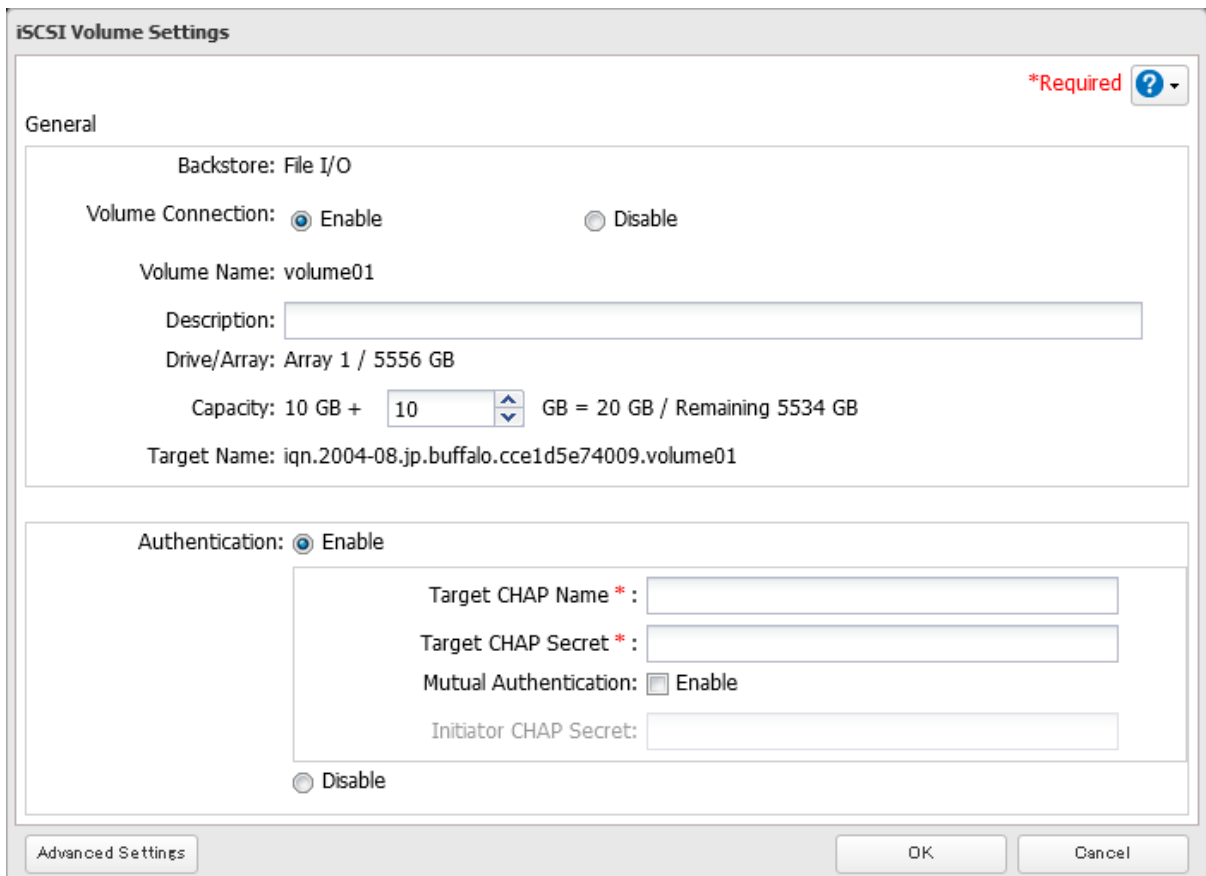 iSCSI Volume Settings
*Required ?
General
Backstore: File I/O
Volume Connection: Enable Disable
Volume Name: volume01
Description:
Drive/Array: Array 1 / 5556 GB
Capacity: 10 GB + 10 GB = 20 GB / Remaining 5534 GB
Target Name: iqn.2004-08.jp.buffalo.cce1d5e74009.volume01
Authentication: Enable
Target CHAP Name * :
Target CHAP Secret * :
Mutual Authentication: Enable
Initiator CHAP Secret:
Disable
Advanced Settings OK Cancel